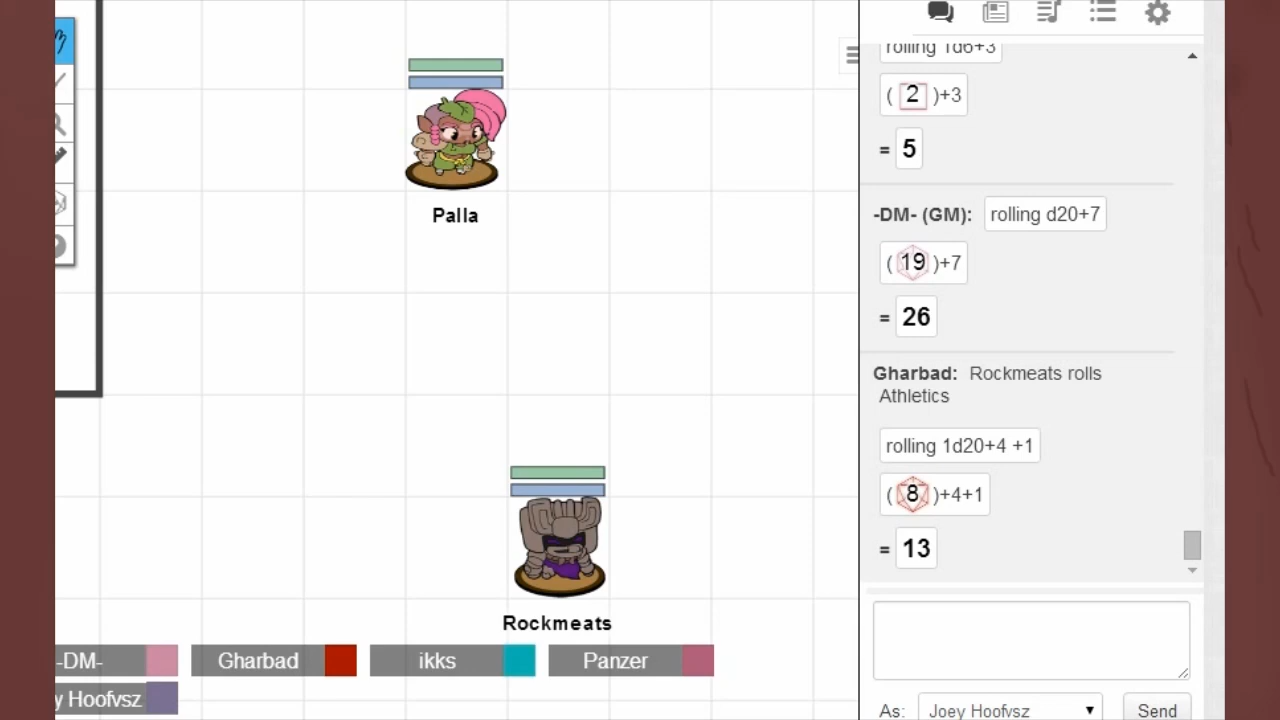 rolling 1d6+3
( 2 )+3
= 5
-DM- (GM): rolling d20+7
( 19 )+7
= 26
Gharbad: Rockmeats rolls
Athletics
rolling 1d20+4 +1
( 8 )+4+1
= 13
Palla
Rockmeats
-DM- Gharbad ikks Panzer
y Hoofvsz
As: Joey Hoofvsz Send